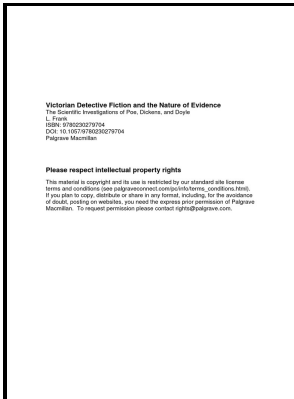 Victorian Detective Fiction and the Nature of Evidence
The Scientific Investigations of Poe, Dickens, and Doyle
L. Frank
ISBN: 9780230279704
DOI: 10.1057/9780230279704
Palgrave Macmillan
Please respect intellectual property rights
This material is copyright and its use is restricted by our standard site license
terms and conditions (see palgraveconnect.com/pc/info/terms_conditions.html).
If you plan to copy, distribute or share in any format, including, for the avoidance
of doubt, posting on websites, you need the express prior permission of Palgrave
Macmillan. To request permission please contact rights@palgrave.com.